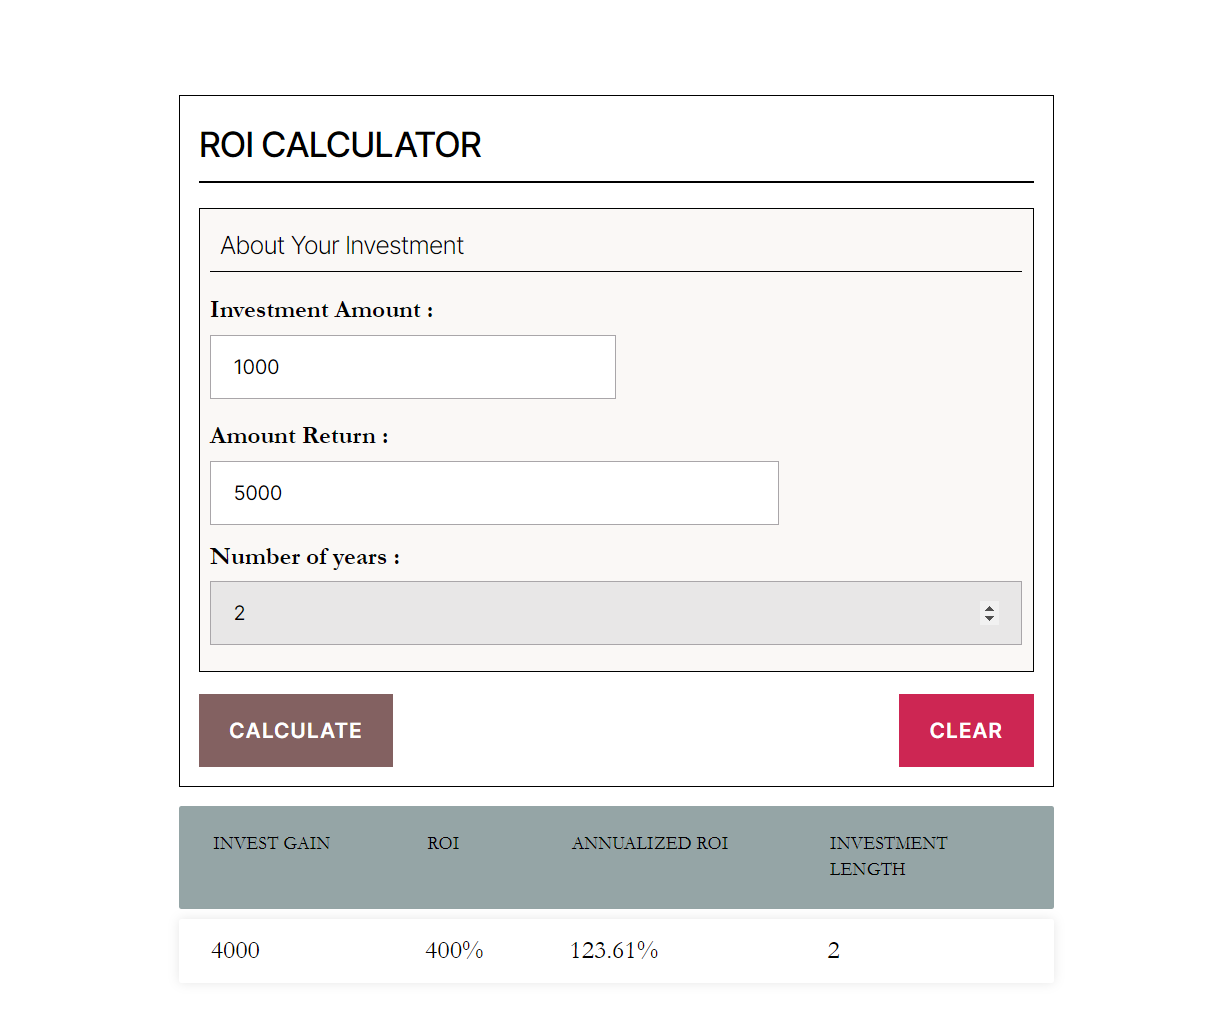 ROI CALCULATOR
About Your Investment
Investment Amount :
1000
Amount Return :
5000
Number of years :
2
CALCULATE CLEAR
INVEST GAIN ROI ANNUALIZED ROI INVESTMENT
LENGTH
4000 400% 123.61% 2